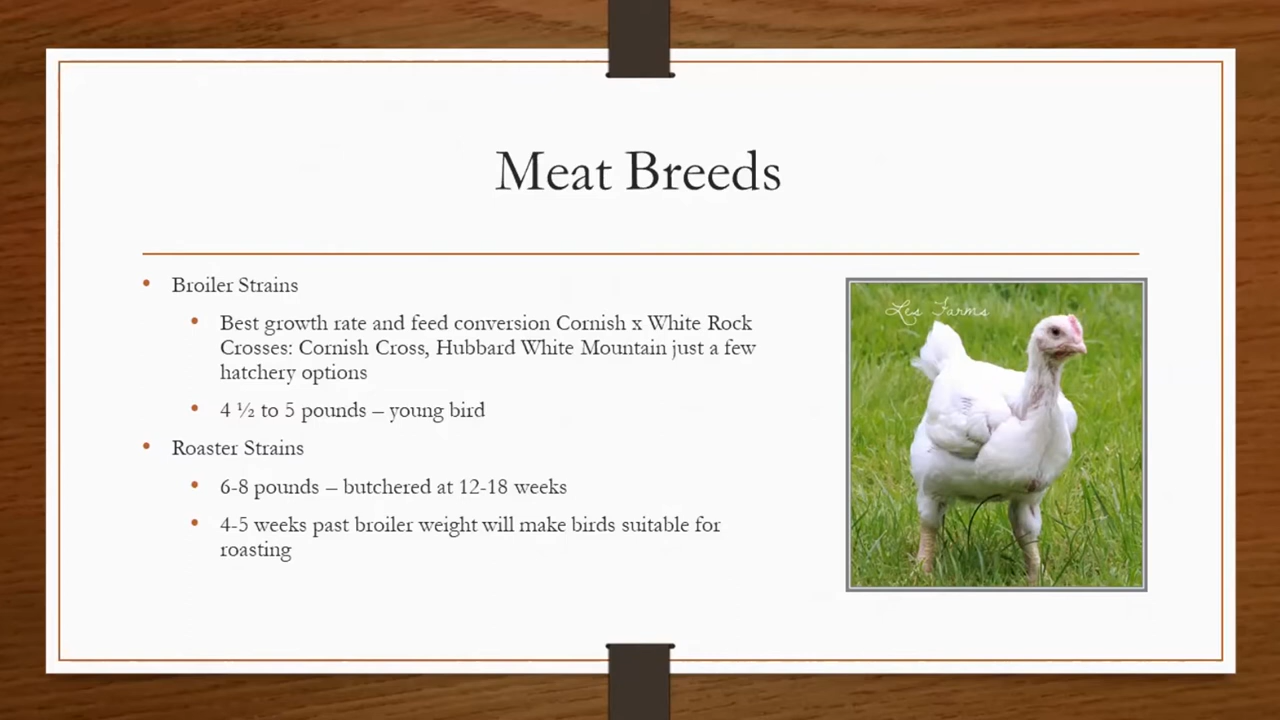 Meat Breeds
• Broiler Strains
• Best growth rate and feed conversion Cornish x White Rock
Crosses: Cornish Cross, Hubbard White Mountain just a few
hatchery options
• 4 ½ to 5 pounds – young bird
• Roaster Strains
• 6-8 pounds – butchered at 12-18 weeks
• 4-5 weeks past broiler weight will make birds suitable for
roasting
Les Farms